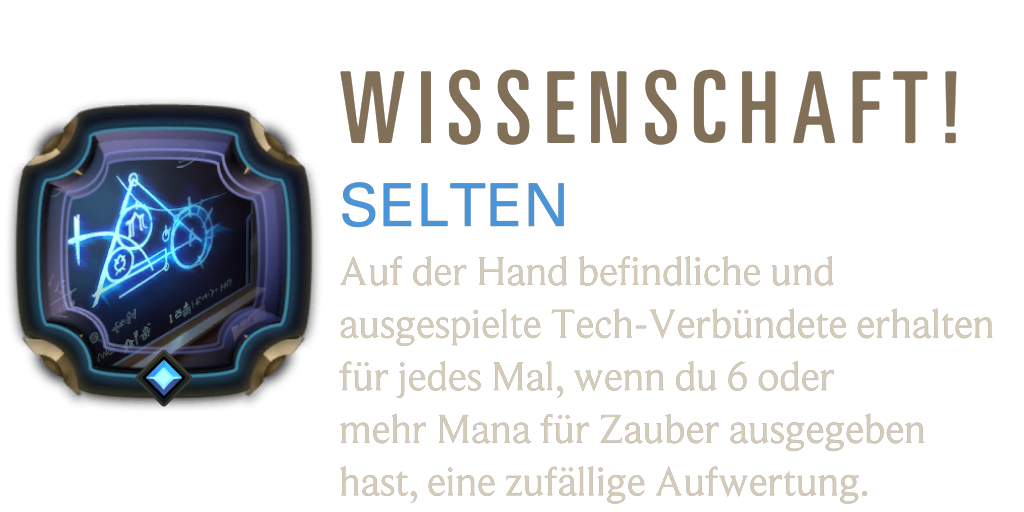 WISSENSCHAFT!
SELTEN
Auf der Hand befindliche und
ausgespielte Tech-Verbündete erhalten
für jedes Mal, wenn du 6 oder
mehr Mana für Zauber ausgegeben
hast, eine zufällige Aufwertung.